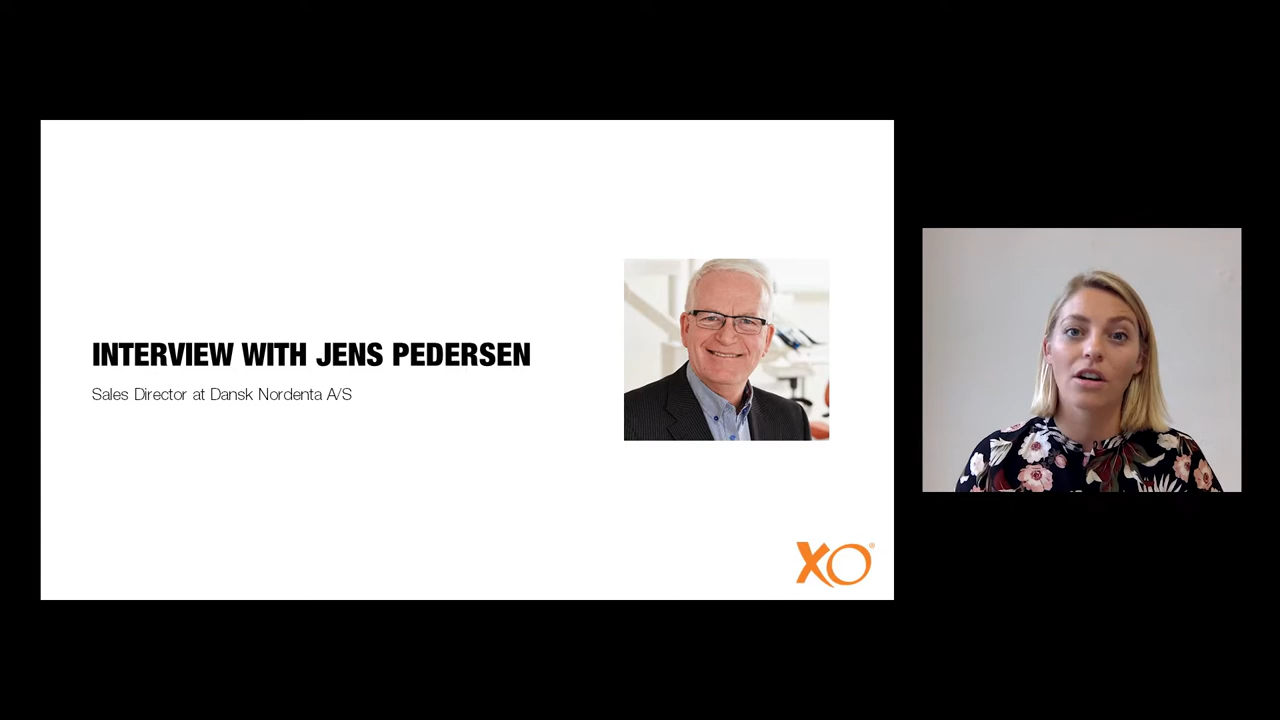 INTERVIEW WITH JENS PEDERSEN
Sales Director at Dansk Nordenta A/S
XO®